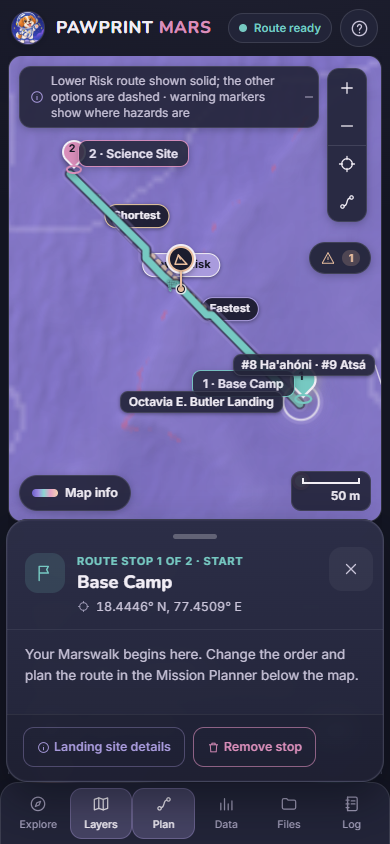 PAWPRINT MARS
Route ready
Lower Risk route shown solid; the other
options are dashed · warning markers
show where hazards are
2
2 · Science Site
Shortest
isk
1
Fastest
#8 Ha'ahóni · #9 Atsá
1 · Base Camp
Octavia E. Butler Landing
Map info
50 m
ROUTE STOP 1 OF 2 · START
Base Camp
18.4446° N, 77.4509° E
Your Marswalk begins here. Change the order and
plan the route in the Mission Planner below the map.
Landing site details
Remove stop
Explore
Layers
Plan
Data
Files
Log